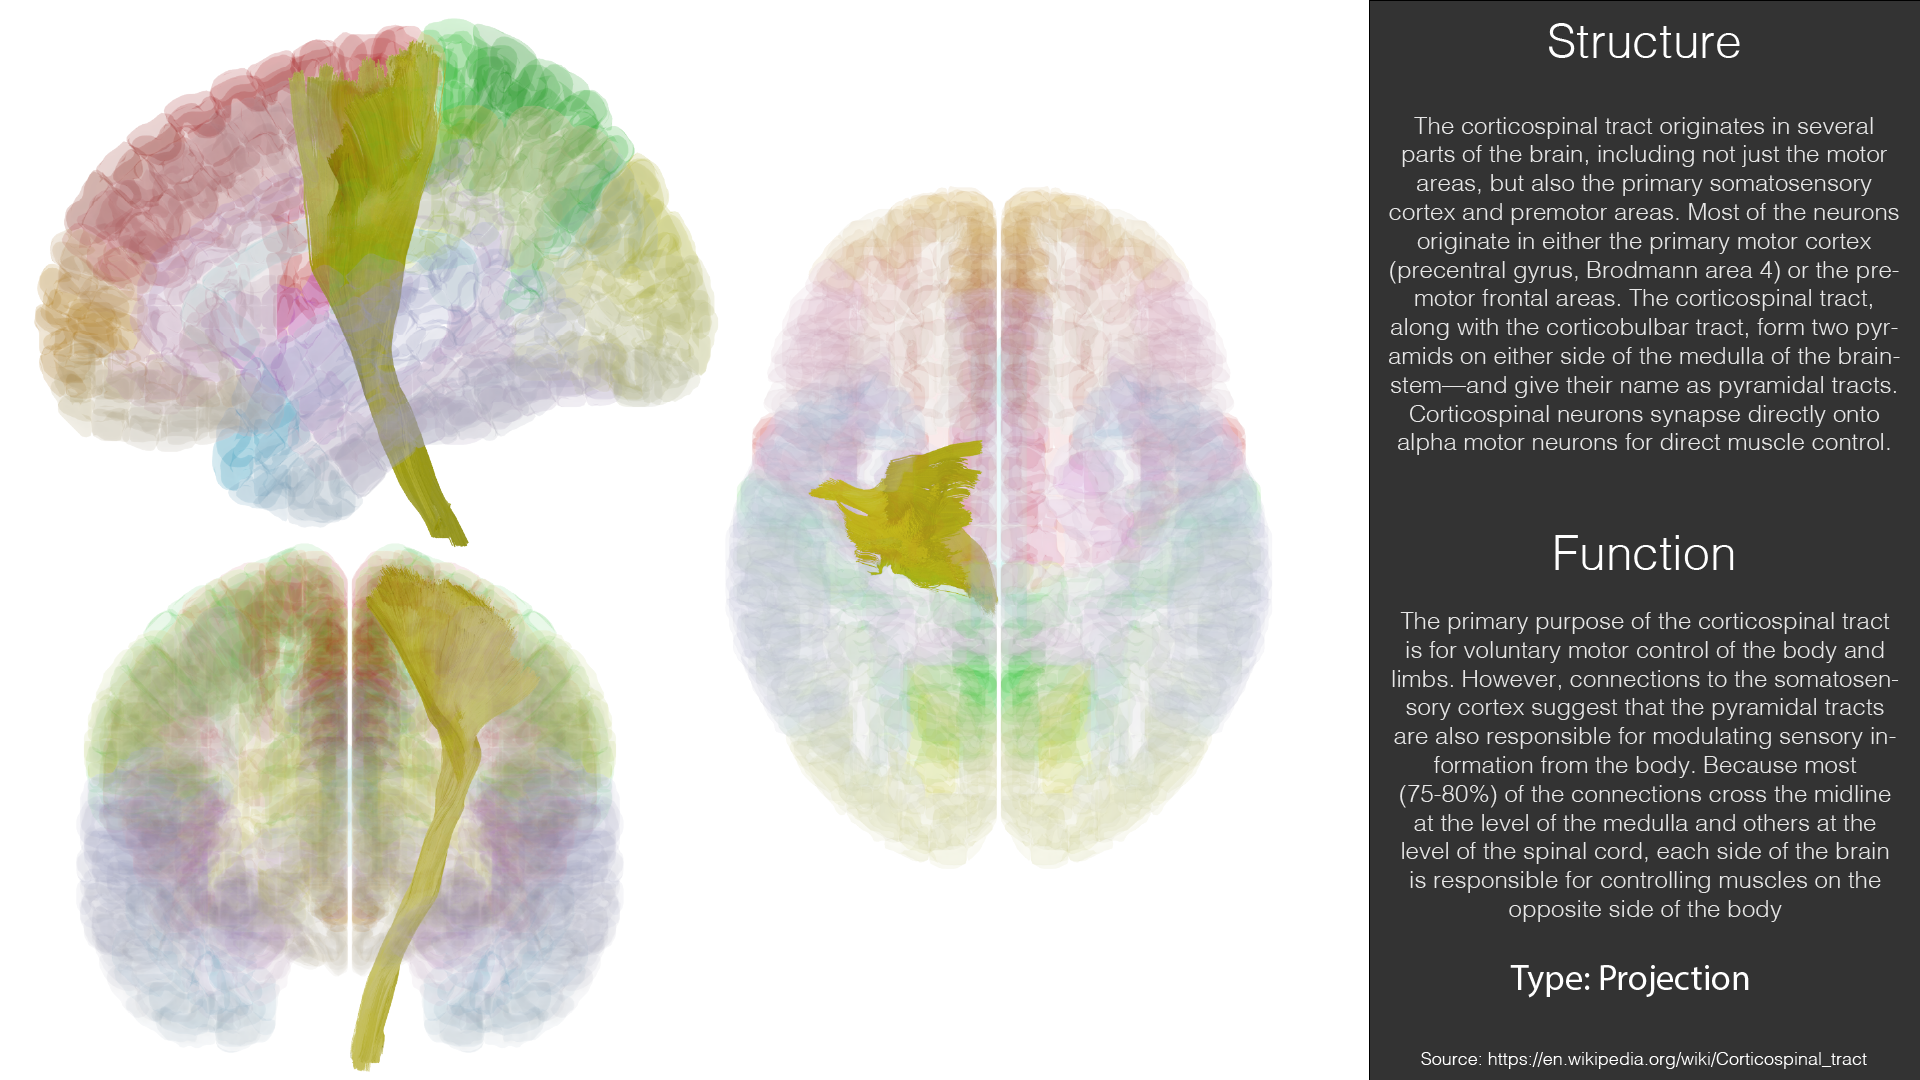 Structure
The corticospinal tract originates in several
parts of the brain, including not just the motor
areas, but also the primary somatosensory
cortex and premotor areas. Most of the neurons
originate in either the primary motor cortex
(precentral gyrus, Brodmann area 4) or the pre-
motor frontal areas. The corticospinal tract,
along with the corticobulbar tract, form two pyr-
amids on either side of the medulla of the brain-
stem—and give their name as pyramidal tracts.
Corticospinal neurons synapse directly onto
alpha motor neurons for direct muscle control.
Function
The primary purpose of the corticospinal tract
is for voluntary motor control of the body and
limbs. However, connections to the somatosen-
sory cortex suggest that the pyramidal tracts
are also responsible for modulating sensory in-
formation from the body. Because most
(75-80%) of the connections cross the midline
at the level of the medulla and others at the
level of the spinal cord, each side of the brain
is responsible for controlling muscles on the
opposite side of the body
Type: Projection
Source: https://en.wikipedia.org/wiki/Corticospinal_tract